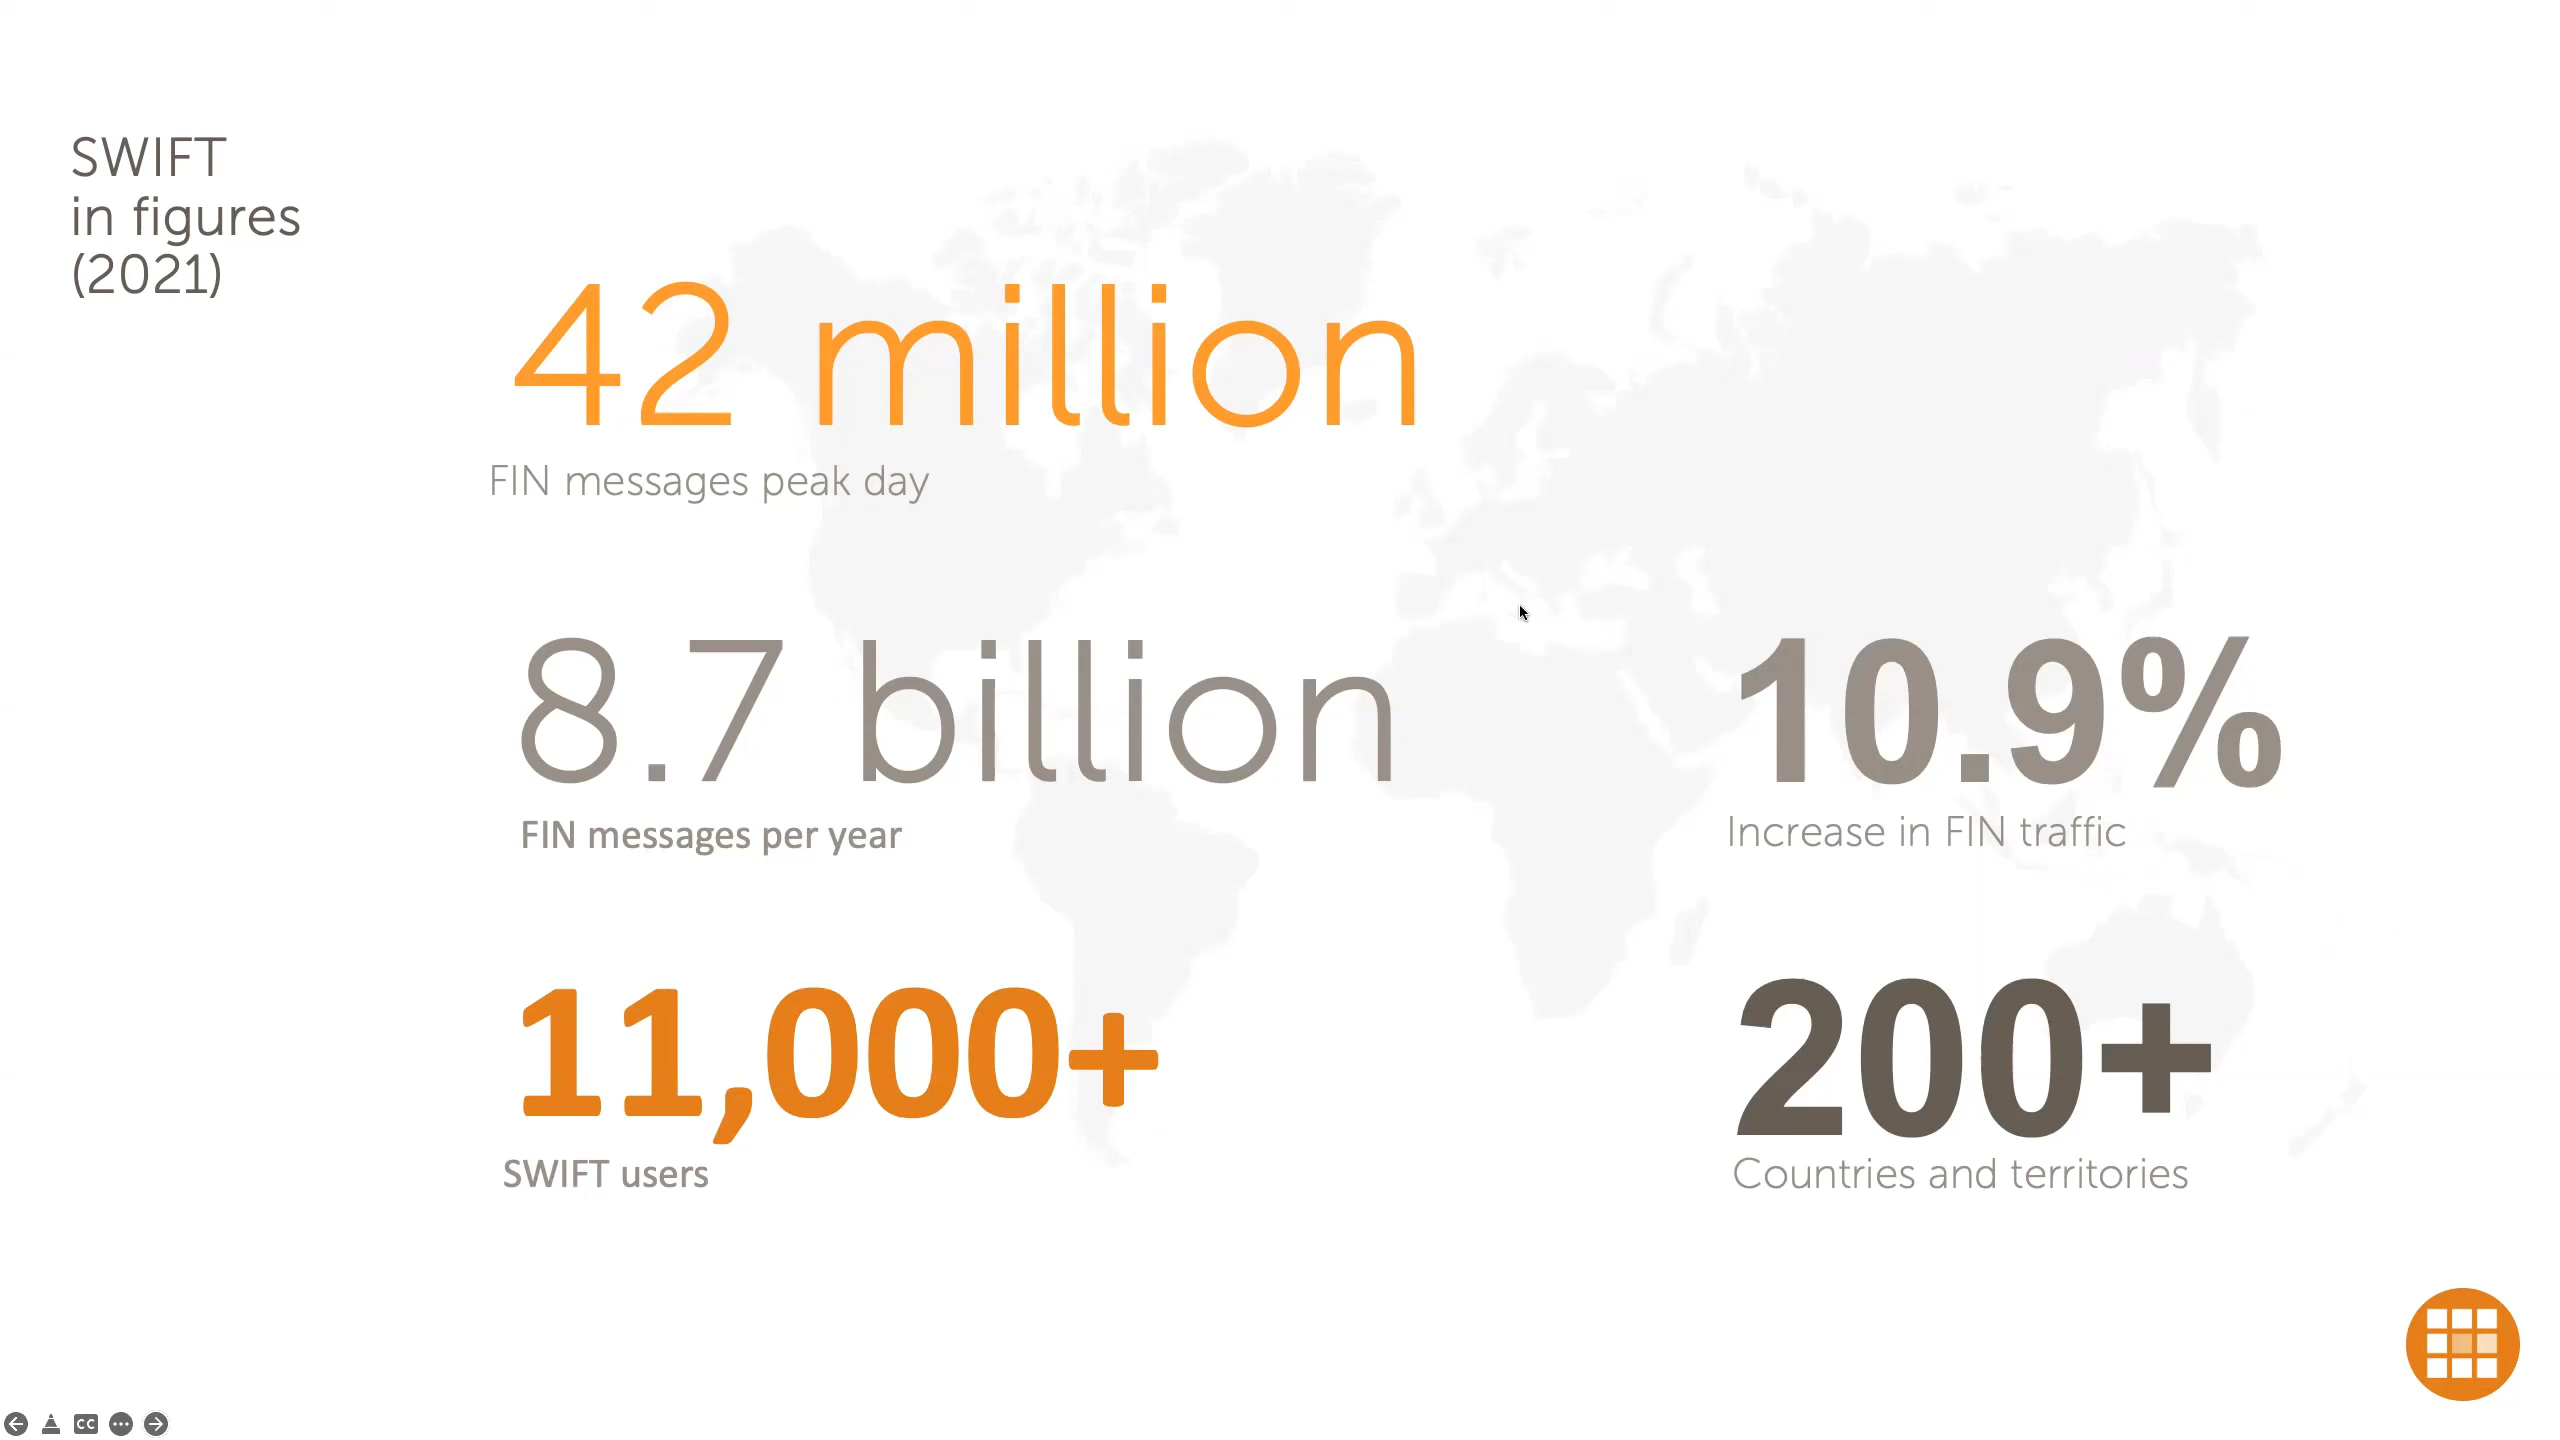 SWIFT
in figures
(2021)
42 million
FIN messages peak day
8.7 billion
FIN messages per year
10.9%
Increase in FIN traffic
11,000+
SWIFT users
200+
Countries and territories
CC